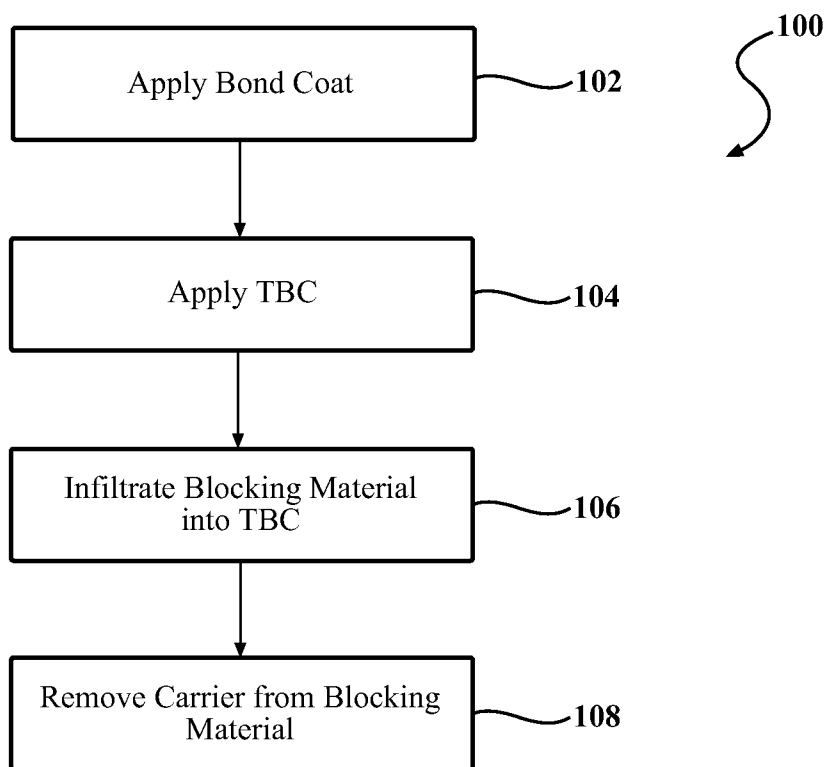 100
Apply Bond Coat
102
Apply TBC
104
Infiltrate Blocking Material
into TBC
106
Remove Carrier from Blocking
Material
108